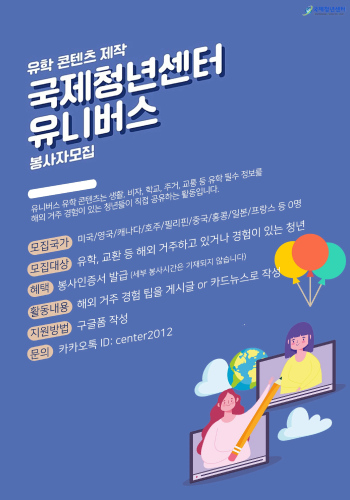 국제청년센터
유학 콘텐츠 제작
국제청년센터
유니버스
봉사자모집
유니버스 유학 콘텐츠는 생활, 비자, 학교, 주거, 교통 등 유학 필수 정보를
해외 거주 경험이 있는 청년들이 직접 공유하는 활동입니다.
모집국가 미국/영국/캐나다/호주/필리핀/중국/홍콩/일본/프랑스 등 0명
모집대상 유학, 교환 등 해외 거주하고 있거나 경험이 있는 청년
혜택 봉사인증서 발급 (세부 봉사시간은 기재되지 않습니다)
활동내용 해외 거주 경험 팁을 게시글 or 카드뉴스로 작성
지원방법 구글폼 작성
문의 카카오톡 ID: center2012